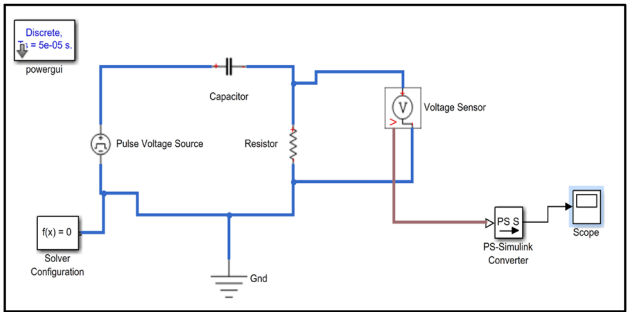 Discrete,
= 5e-05 s.
powergui
Capacitor
Pulse Voltage Source
Resistor
V
Voltage Sensor
f(x) = 0
Solver
Configuration
Gnd
PS S
PS-Simulink
Converter
Scope